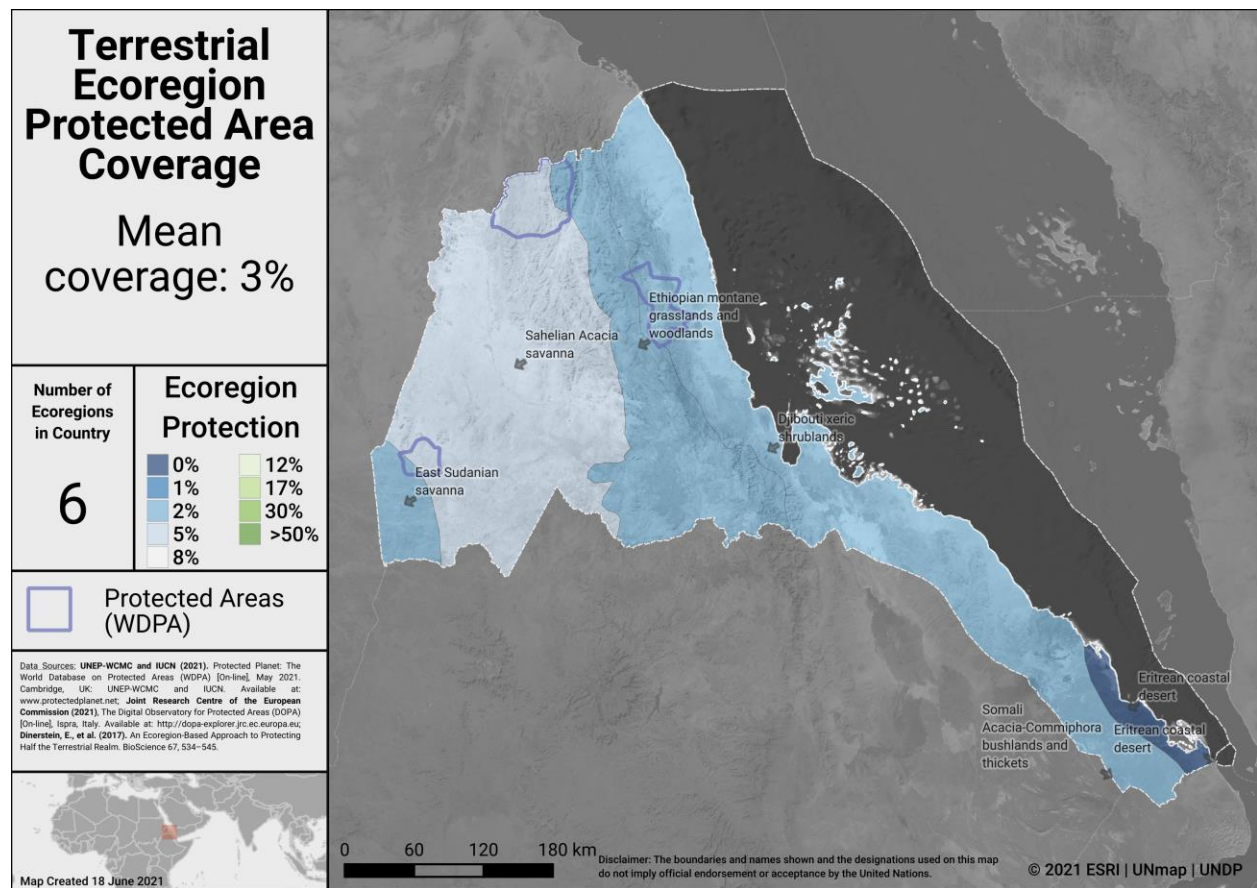 Terrestrial
Ecoregion
Protected Area
Coverage
Mean
coverage: 3%
Number of
Ecoregions
in Country
6
Ecoregion
Protection
0%
1%
2%
5%
8%
12%
17%
30%
>50%
Protected Areas
(WDPA)
Data Sources: UNEP-WCMC and IUCN (2021). Protected Planet: The
World Database on Protected Areas (WDPA) [On-line], May 2021.
Cambridge, UK: UNEP-WCMC and IUCN. Available at:
www.protectedplanet.net; Joint Research Centre of the European
Commission (2021), The Digital Observatory for Protected Areas (DOPA)
[On-line], Ispra, Italy. Available at: http://dopa-explorer.jrc.ec.europa.eu;
Dinerstein, E., et al. (2017). An Ecoregion-Based Approach to Protecting
Half the Terrestrial Realm. BioScience 67, 534–545.
Map Created 18 June 2021
Ethiopian montane
grasslands and
woodlands
Sahelian Acacia
savanna
Djibouti xeric
shrublands
East Sudanian
savanna
Eritrean coastal
desert
Somali
Acacia-Commiphora
bushlands and
thickets
Eritrean coastal
desert
0 60 120 180 km
Disclaimer: The boundaries and names shown and the designations used on this map
do not imply official endorsement or acceptance by the United Nations.
© 2021 ESRI | UNmap | UNDP